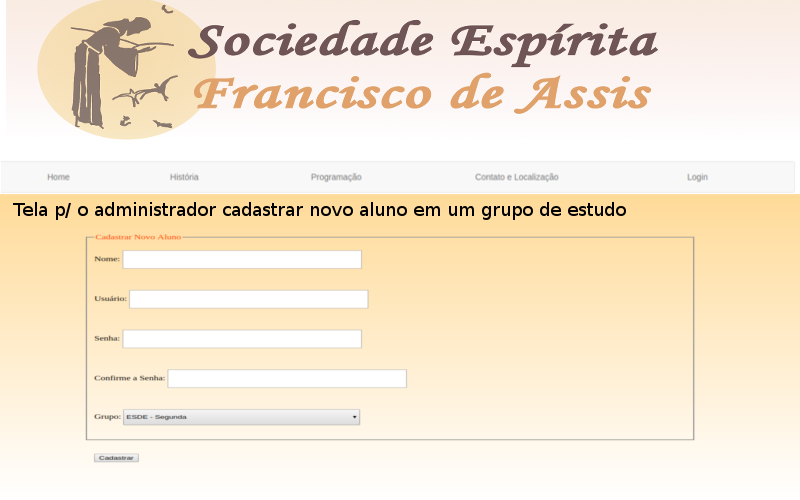 Sociedade Espírita
Francisco de Assis
Home História Programação Contato e Localização Login
Tela p/ o administrador cadastrar novo aluno em um grupo de estudo
Cadastrar Novo Aluno
Nome:
Usuário:
Senha:
Confirme a Senha:
Grupo: ESDE - Segunda
Cadastrar